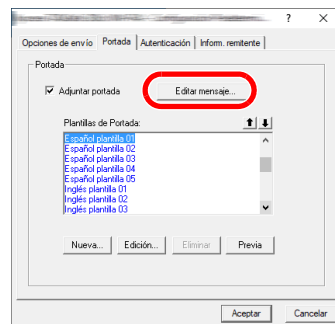 ? X
Opciones de envío Portada Autenticación Inform. remitente
Portada
Adjuntar portada Editar mensaje...
Plantillas de Portada:
Español plantilla 01
Español plantilla 02
Español plantilla 03
Español plantilla 04
Español plantilla 05
Inglés plantilla 01
Inglés plantilla 02
Inglés plantilla 03
Nueva... Edición... Eliminar Previa
Aceptar Cancelar